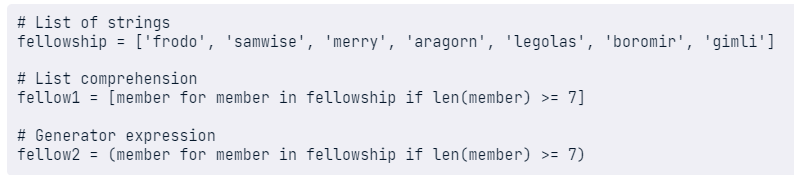 # List of strings
fellowship = ['frodo', 'samwise', 'merry', 'aragorn', 'legolas', 'boromir', 'gimli']
# List comprehension
fellow1 = [member for member in fellowship if len(member) >= 7]
# Generator expression
fellow2 = (member for member in fellowship if len(member) >= 7)